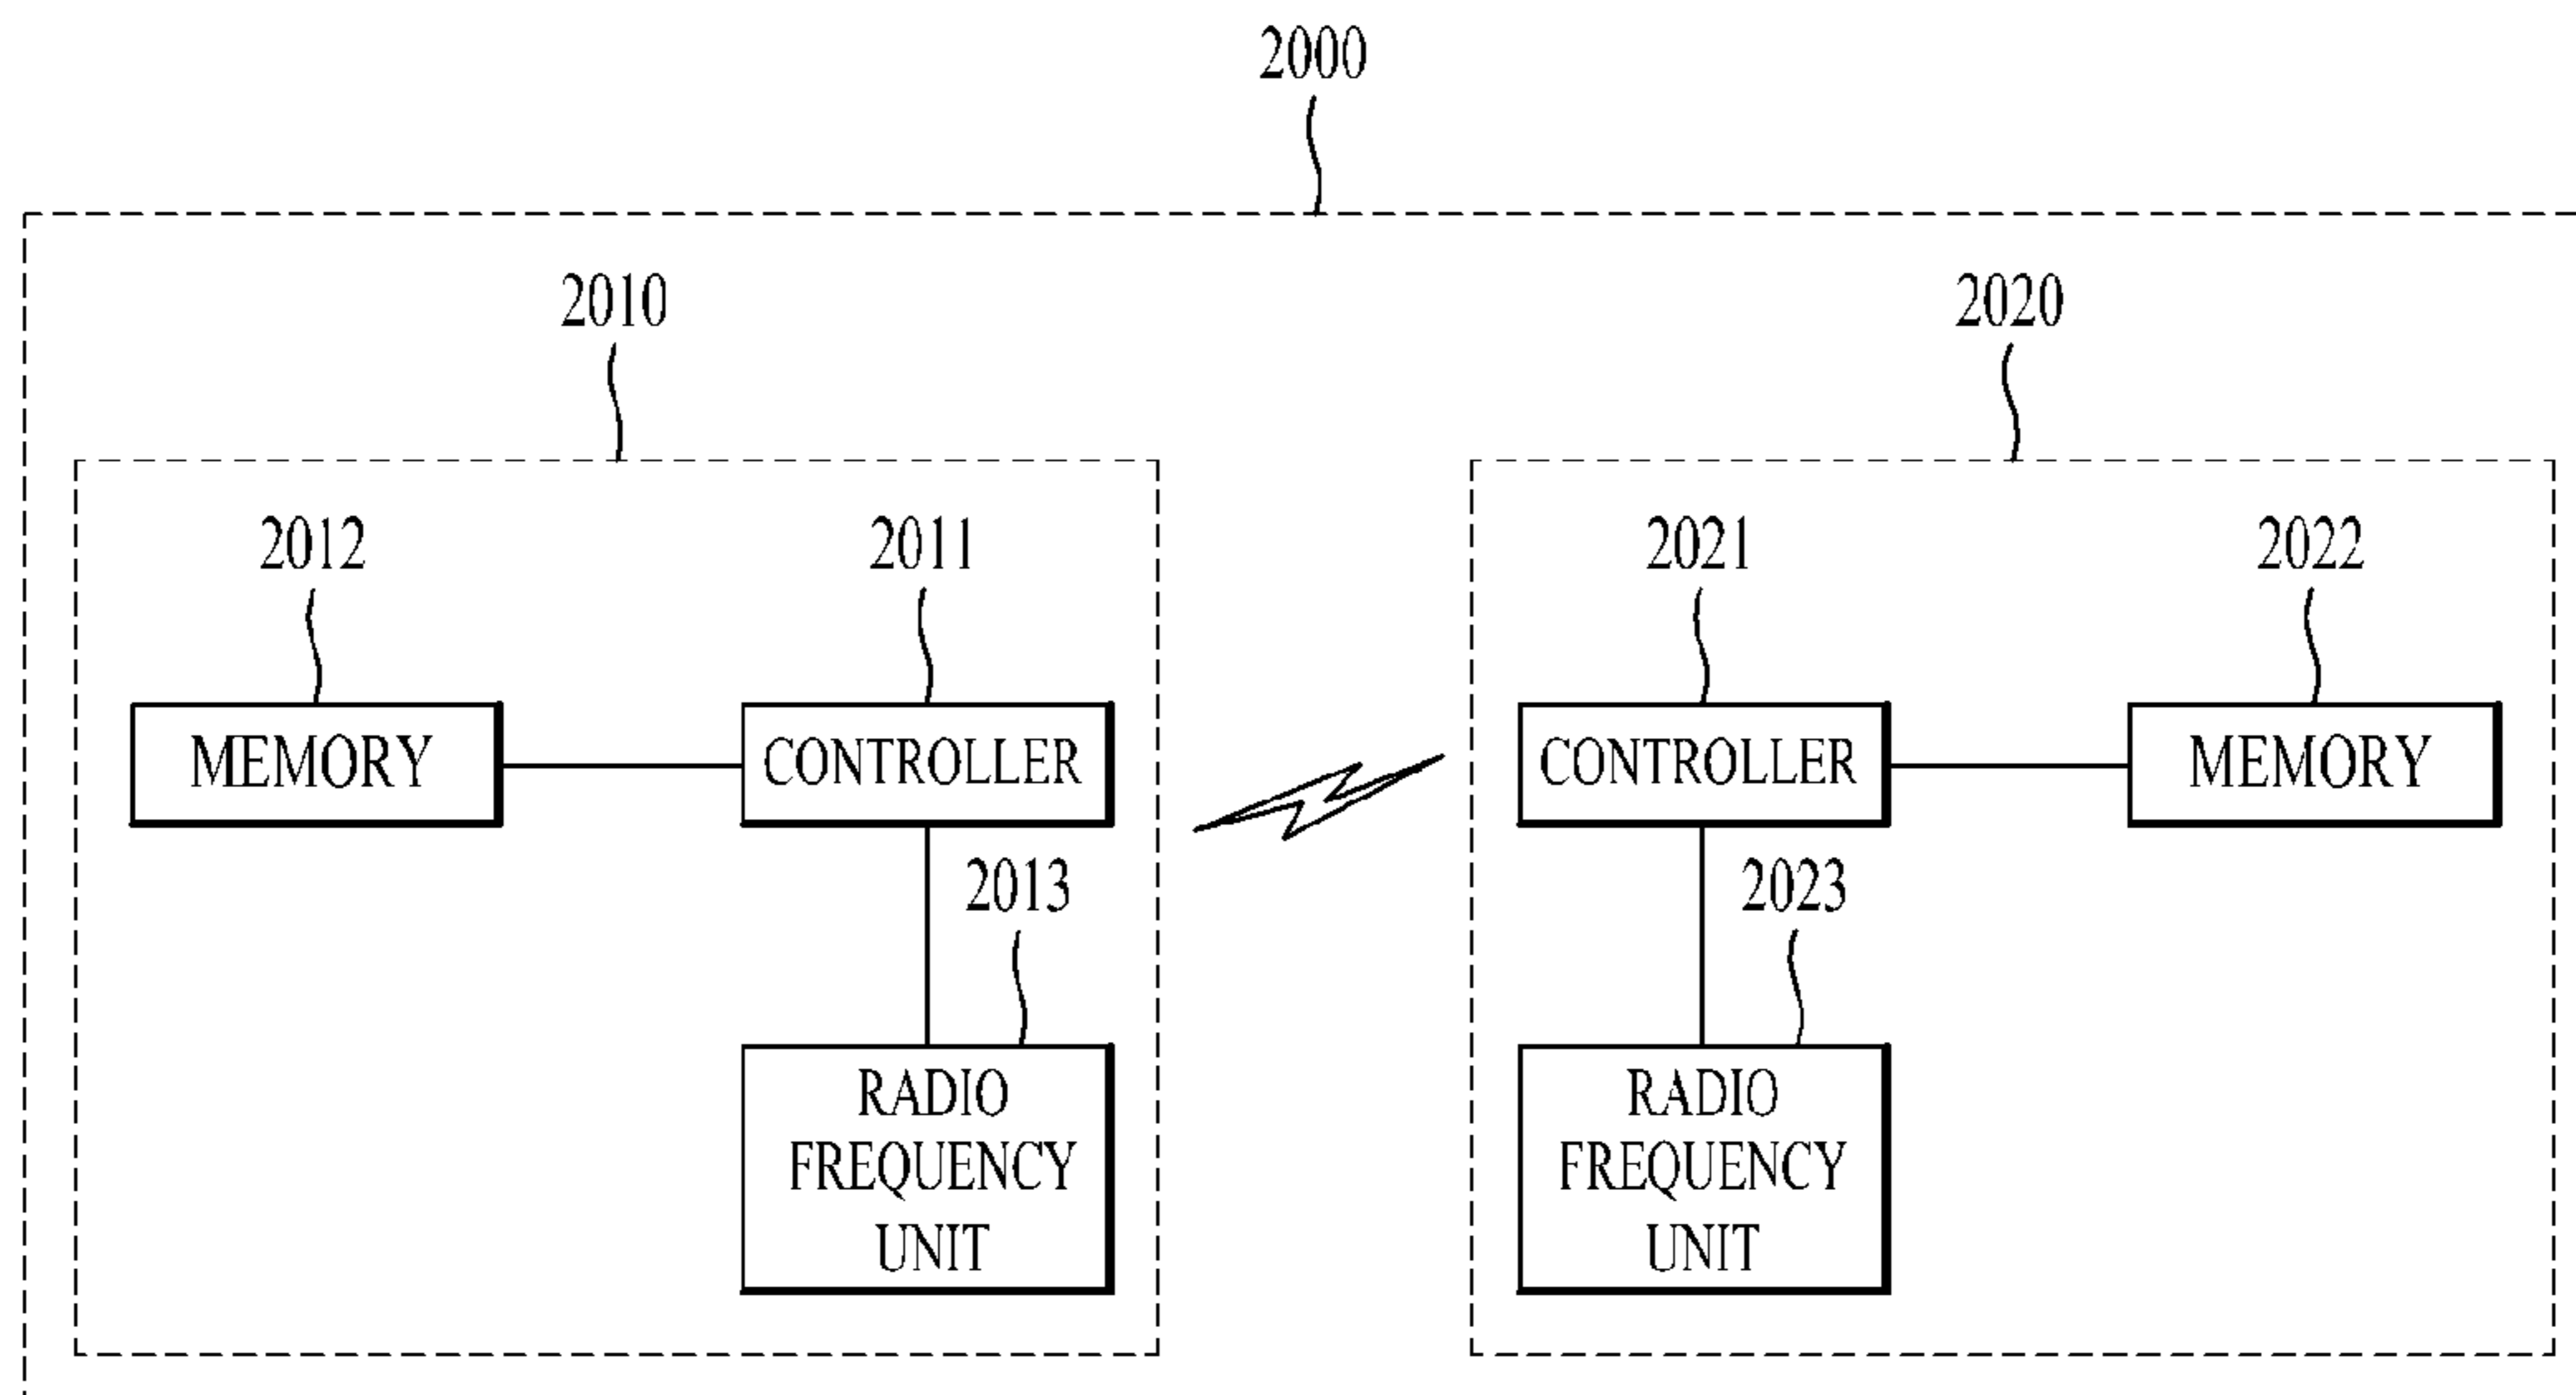 2000
2010
2020
2012
2011
2021
2022
MEMORY
CONTROLLER
CONTROLLER
MEMORY
2013
2023
RADIO
FREQUENCY
UNIT
RADIO
FREQUENCY
UNIT